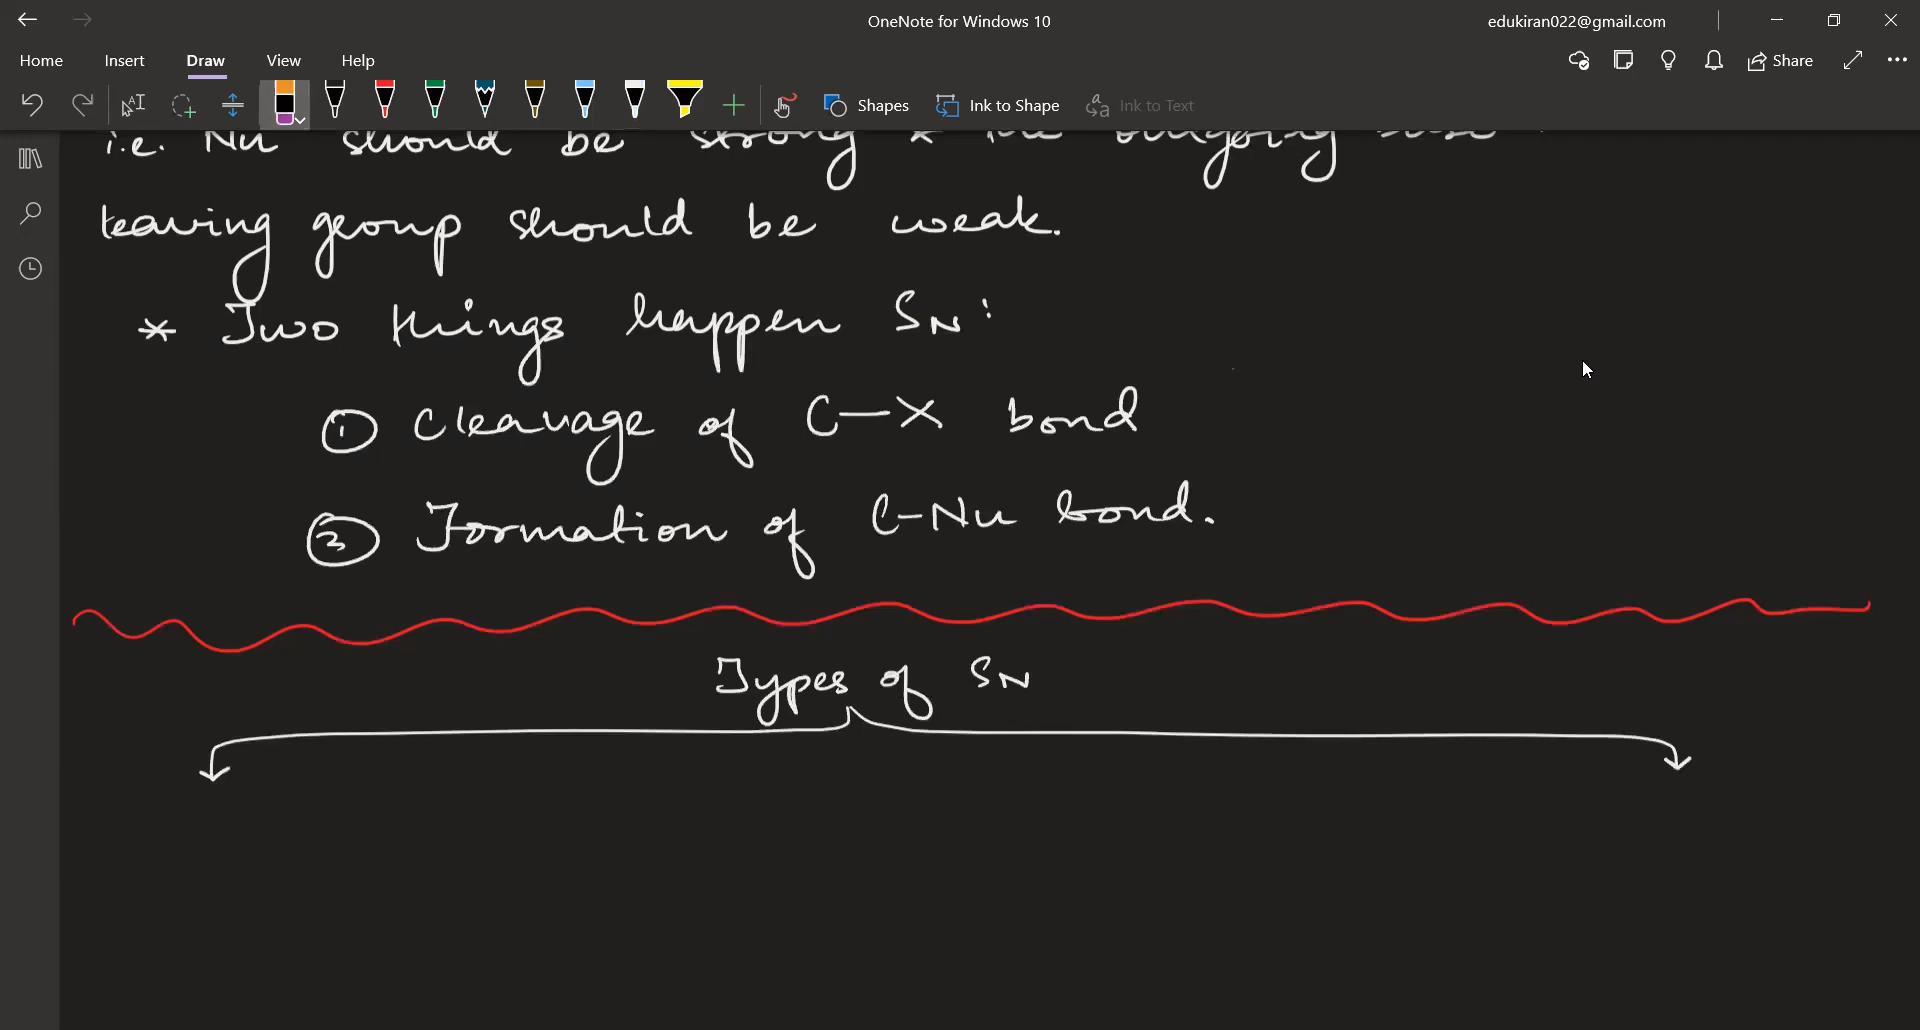 OneNote for Windows 10
edukiran022@gmail.com
Home Insert Draw View Help
Share
Shapes Ink to Shape Ink to Text
i.e. Nu should be strong & the outgoing base
leaving group should be weak.
* Two things happen SN:
① Cleavage of C-X bond
② Formation of C-Nu bond.
Types of SN